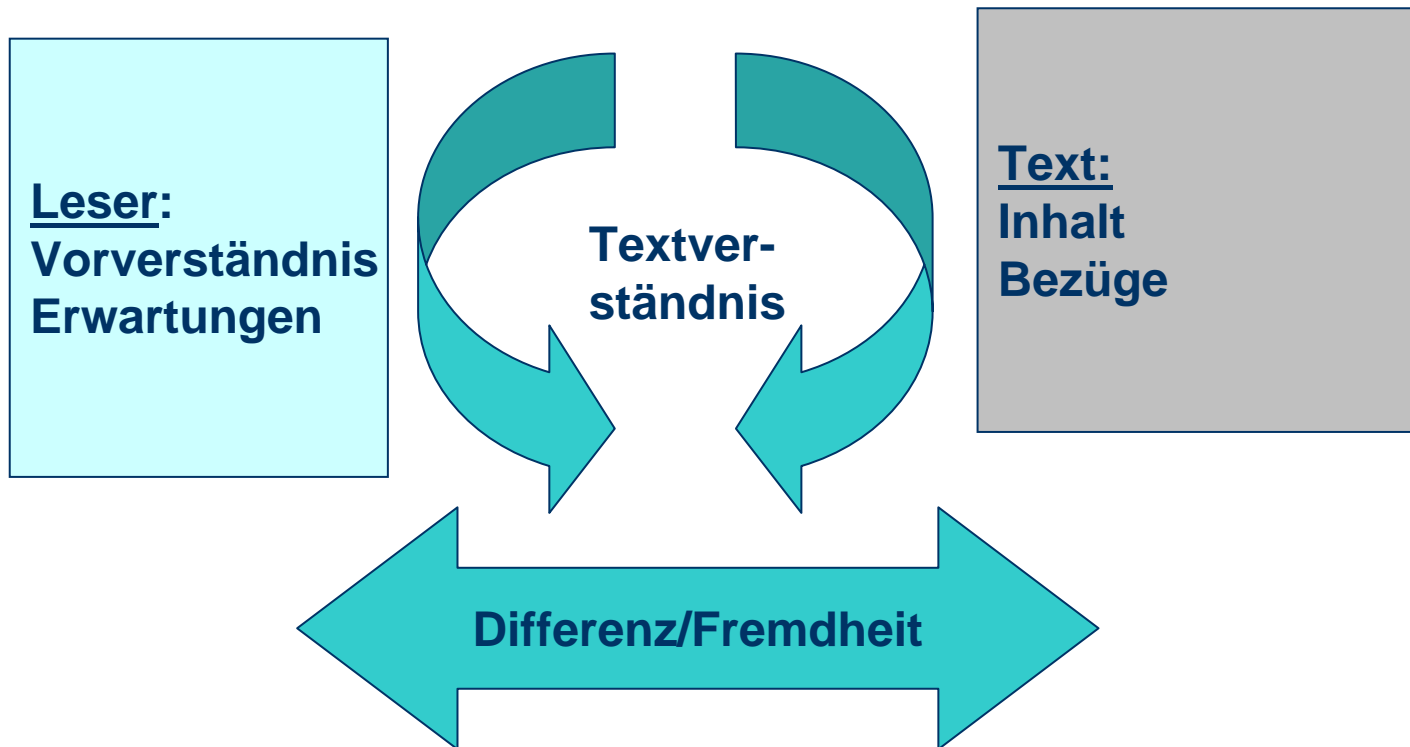 Leser:
Vorverständnis
Erwartungen
Textver-
ständnis
Text:
Inhalt
Bezüge
Differenz/Fremdheit